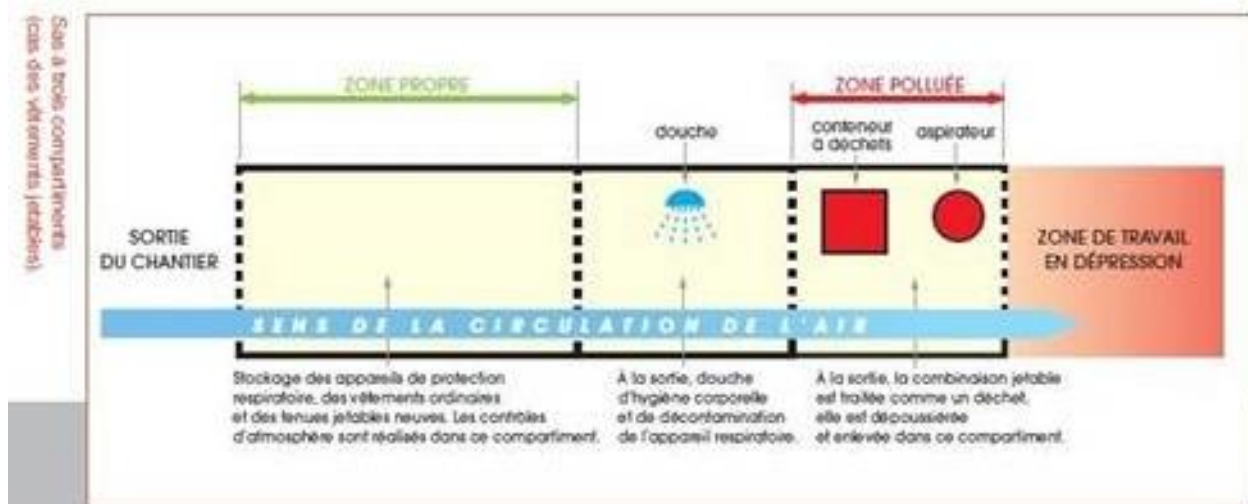 Sas à trois compartiments
(cas des vêtements jetables)
ZONE PROPRE
ZONE POLLUÉE
douche
conteneur
à déchets
aspirateur
SORTIE
DU CHANTIER
ZONE DE TRAVAIL
EN DÉPRESSION
SENS DE LA CIRCULATION DE L'AIR
Stockage des appareils de protection
respiratoire, des vêtements ordinaires
et des tenues jetables neuves. Les contrôles
d'atmosphère sont réalisés dans ce compartiment.
À la sortie, douche
d'hygiène corporelle
et de décontamination
de l'appareil respiratoire.
À la sortie, la combinaison jetable
est traitée comme un déchet,
elle est dépoussiérée
et enlevée dans ce compartiment.